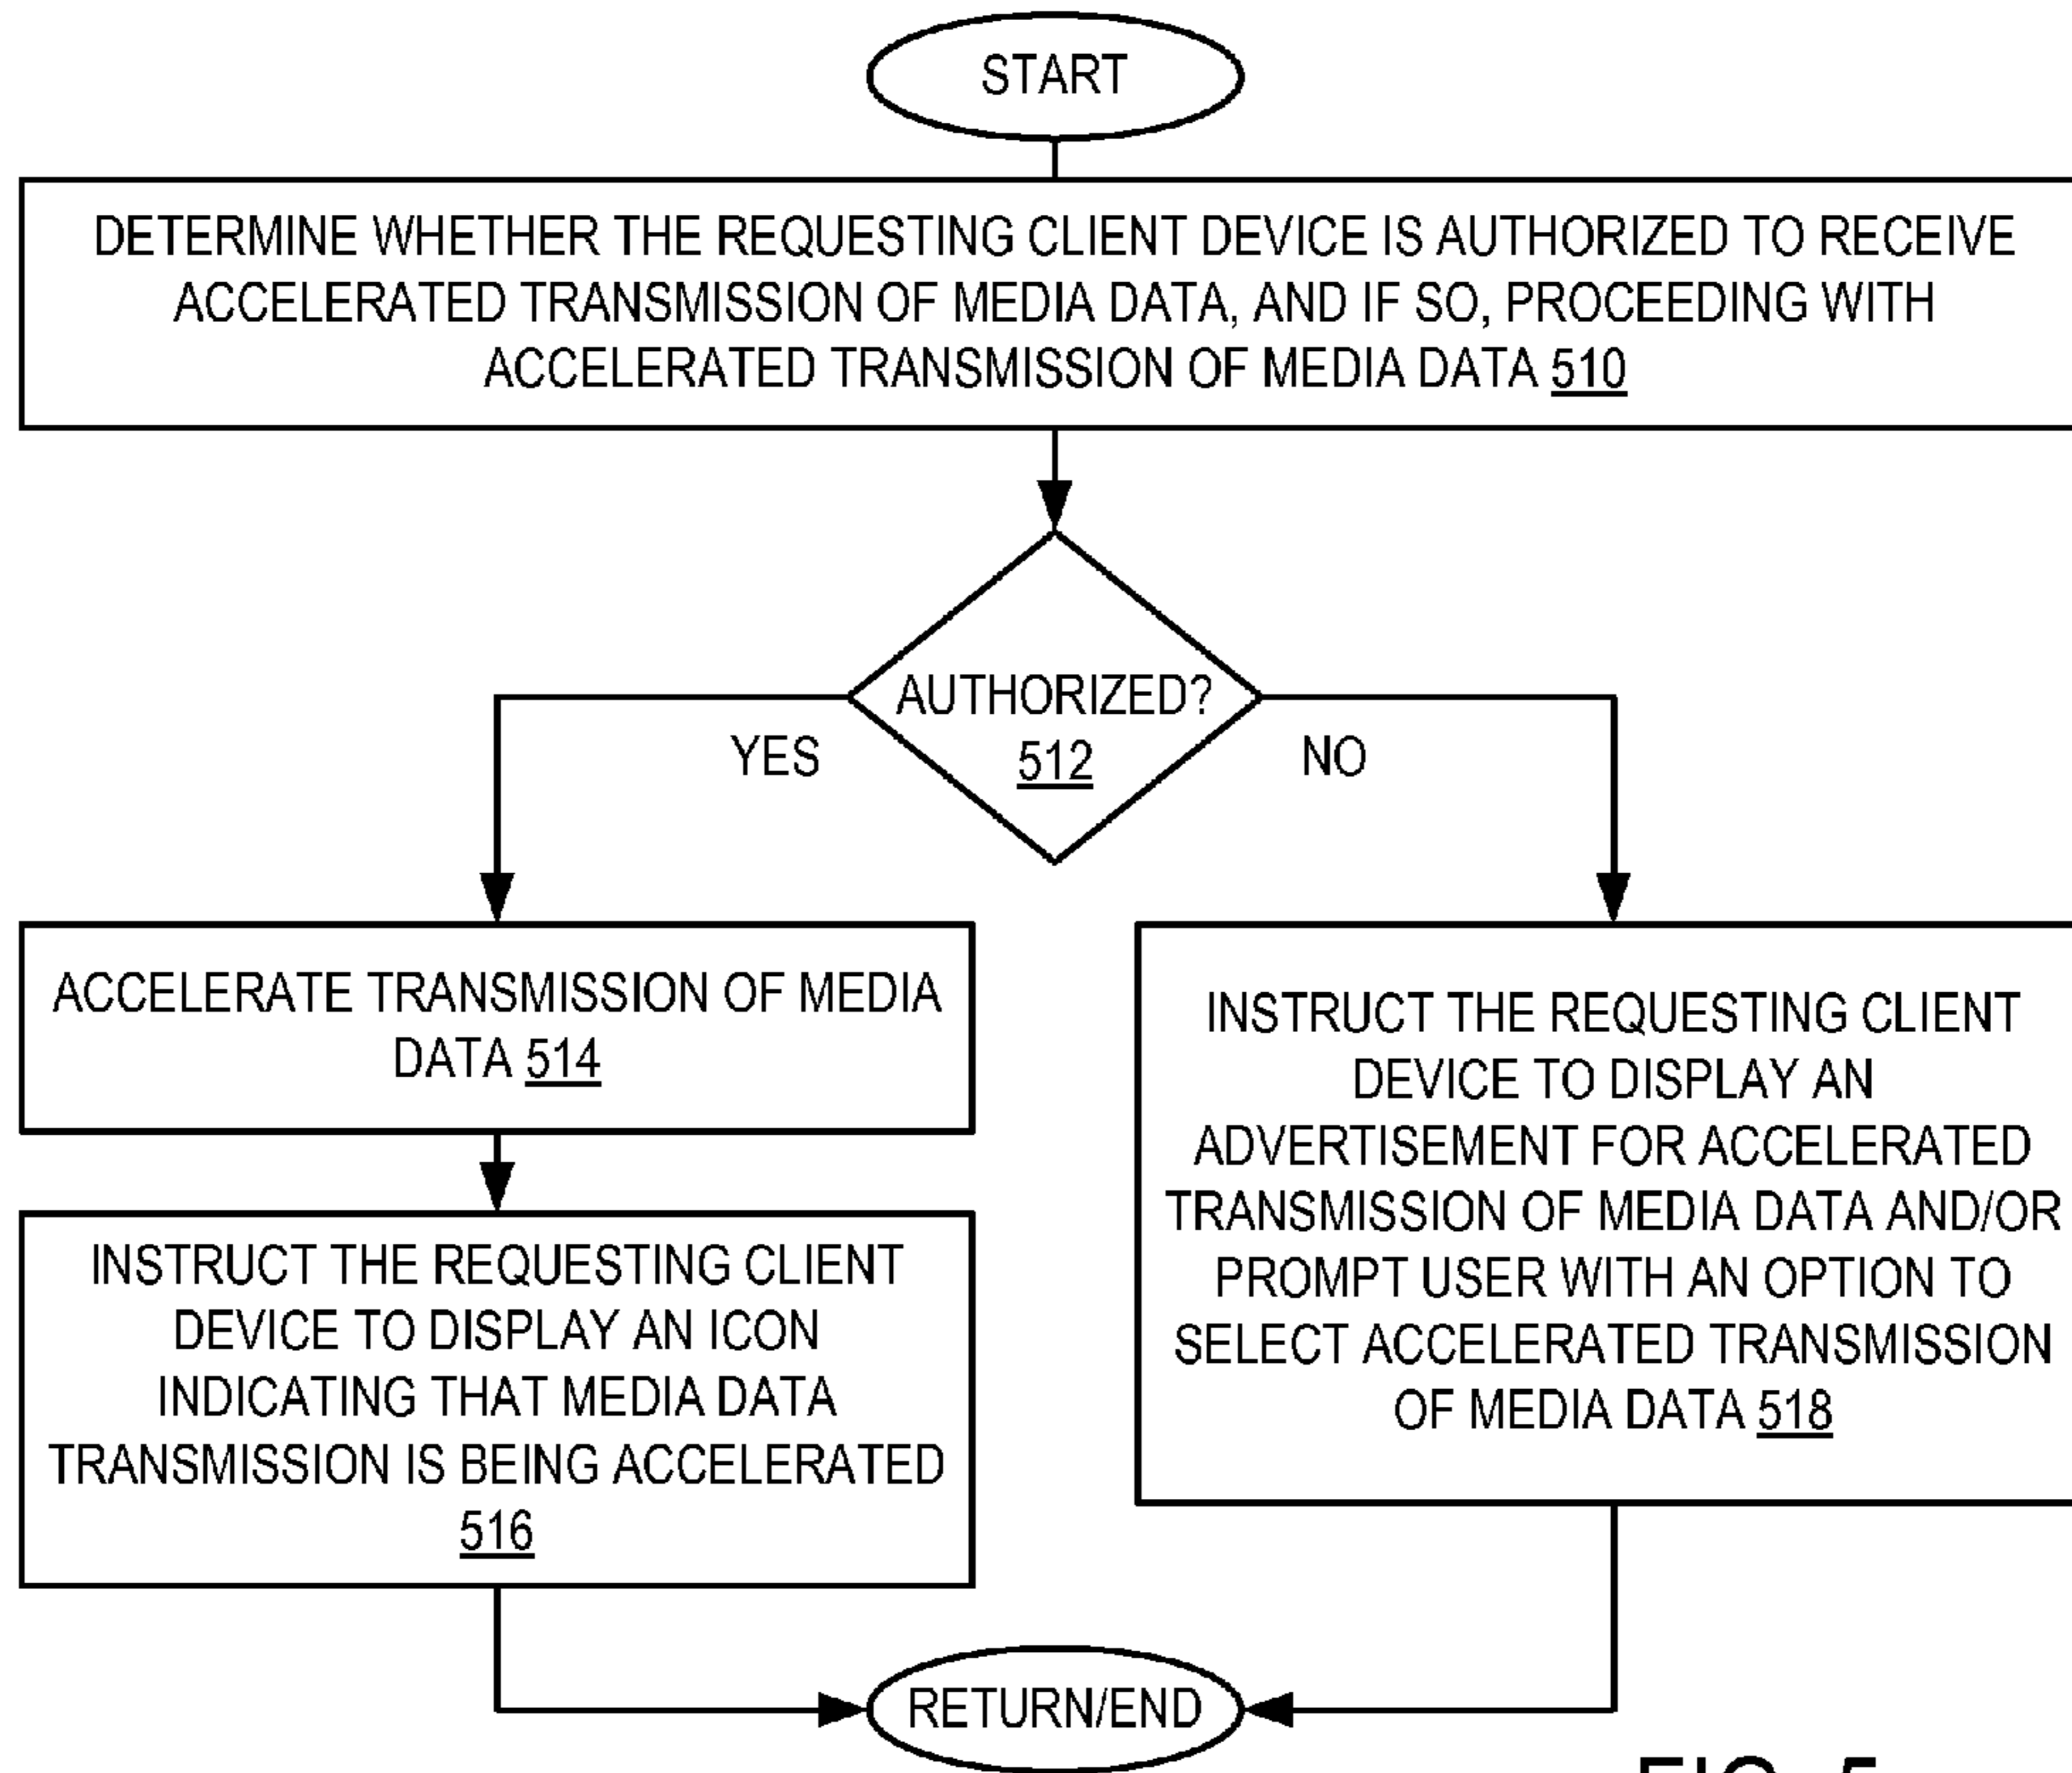 START
DETERMINE WHETHER THE REQUESTING CLIENT DEVICE IS AUTHORIZED TO RECEIVE
ACCELERATED TRANSMISSION OF MEDIA DATA, AND IF SO, PROCEEDING WITH
ACCELERATED TRANSMISSION OF MEDIA DATA 510
AUTHORIZED?
512
YES
NO
ACCELERATE TRANSMISSION OF MEDIA
DATA 514
INSTRUCT THE REQUESTING CLIENT
DEVICE TO DISPLAY AN ICON
INDICATING THAT MEDIA DATA
TRANSMISSION IS BEING ACCELERATED
516
INSTRUCT THE REQUESTING CLIENT
DEVICE TO DISPLAY AN
ADVERTISEMENT FOR ACCELERATED
TRANSMISSION OF MEDIA DATA AND/OR
PROMPT USER WITH AN OPTION TO
SELECT ACCELERATED TRANSMISSION
OF MEDIA DATA 518
RETURN/END